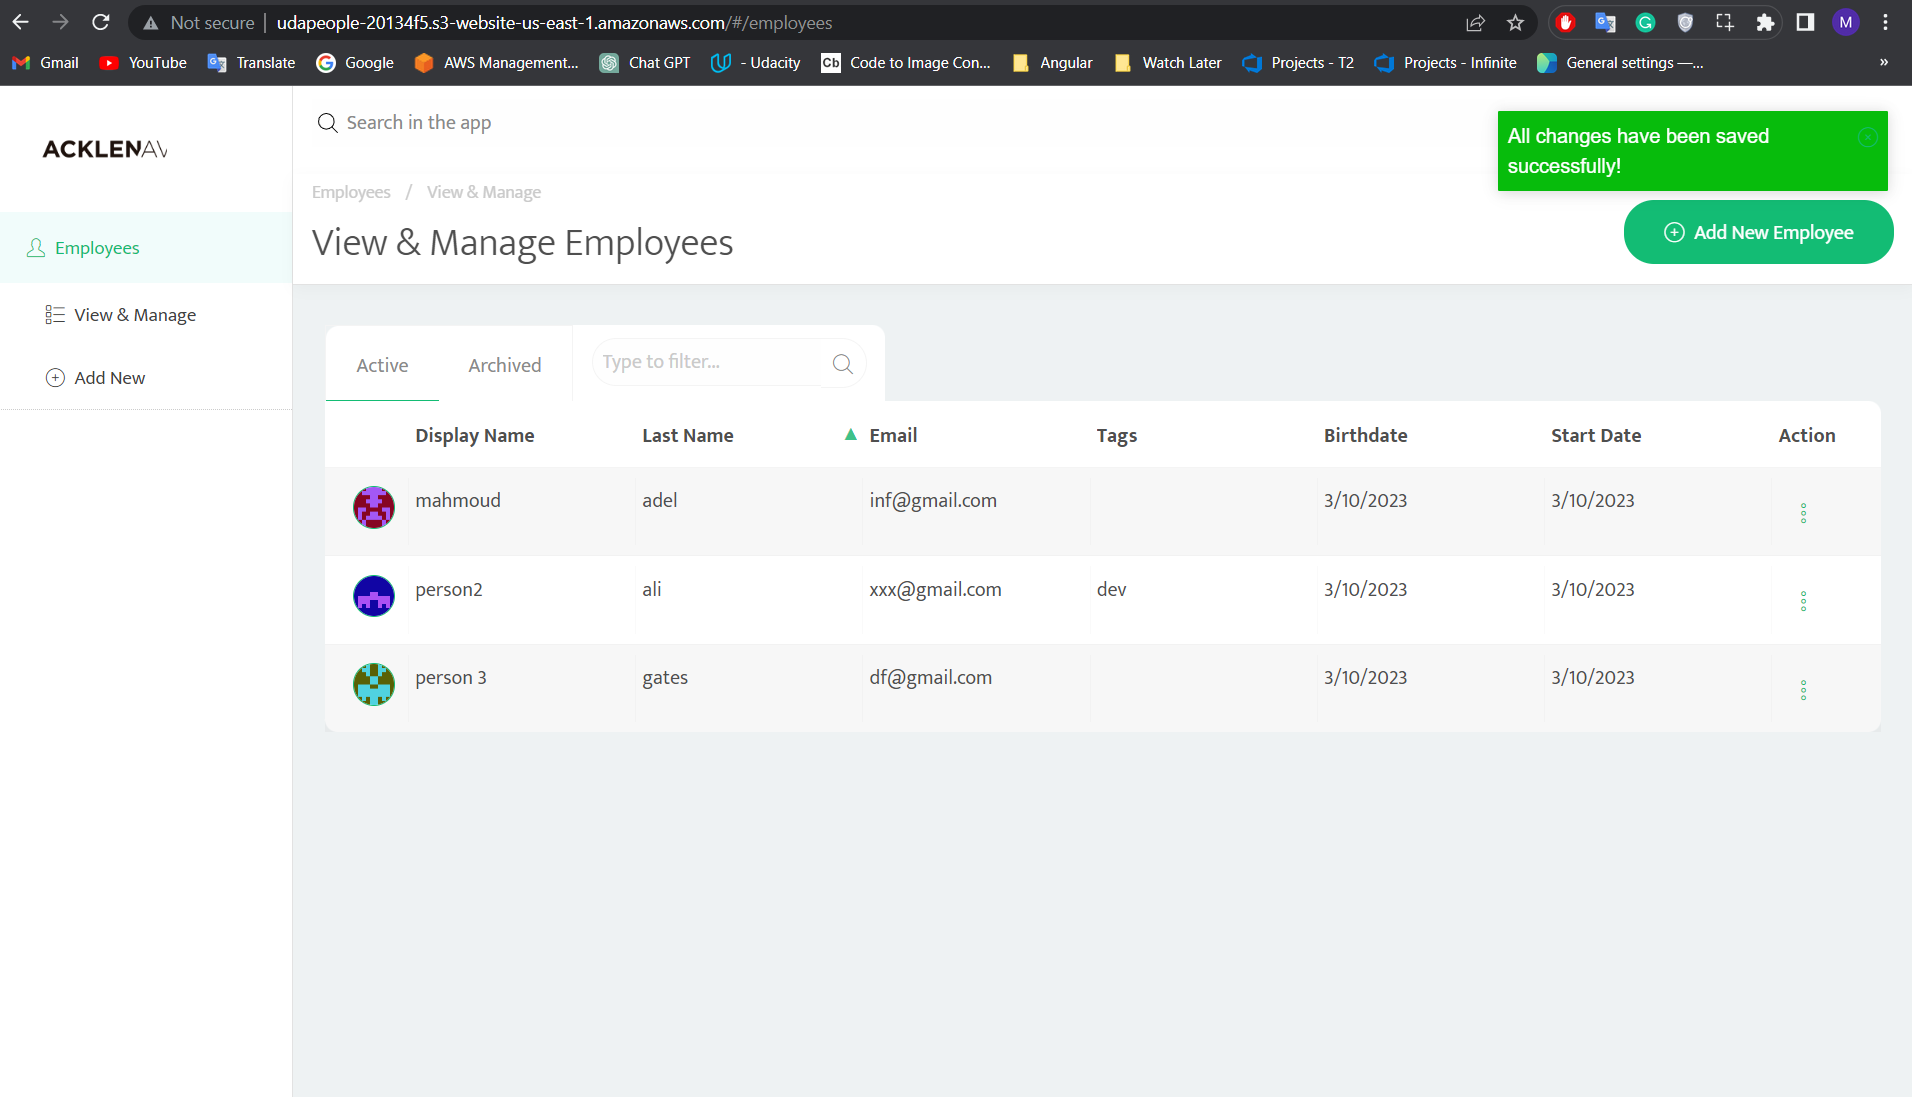 Not secure | udapeople-20134f5.s3-website-us-east-1.amazonaws.com/#/employees
M
Gmail YouTube Translate Google AWS Management... Chat GPT - Udacity Cb Code to Image Con... Angular Watch Later Projects - T2 Projects - Infinite General settings —... »
ACKLENAV
Search in the app
All changes have been saved
successfully!
Employees / View & Manage
View & Manage Employees
Add New Employee
Employees
View & Manage
Add New
Active Archived Type to filter...
Display Name Last Name ▲ Email Tags Birthdate Start Date Action
mahmoud adel inf@gmail.com 3/10/2023 3/10/2023
person2 ali xxx@gmail.com dev 3/10/2023 3/10/2023
person 3 gates df@gmail.com 3/10/2023 3/10/2023